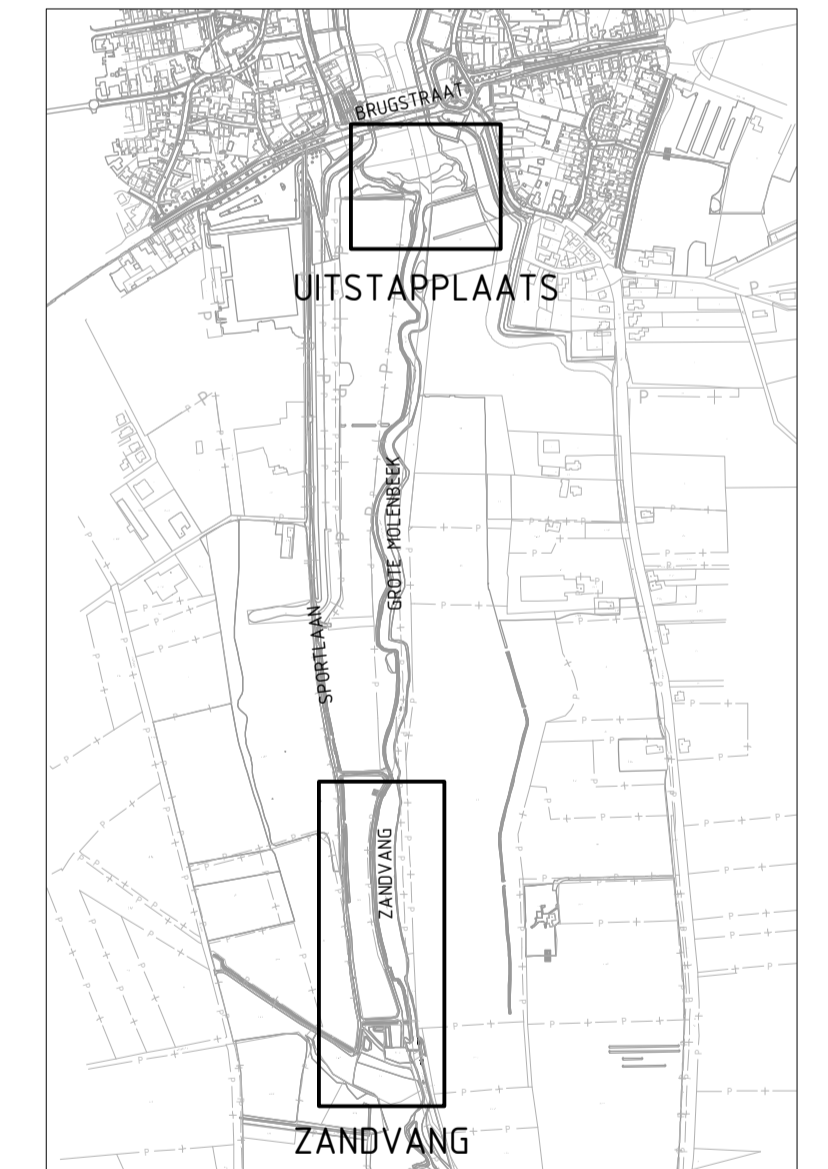 BRUGSTRAAT
UITSTAPPLAATS
GROTE MOLENBEEK
SPORTLAAN
ZANDVANG
ZANDVANG